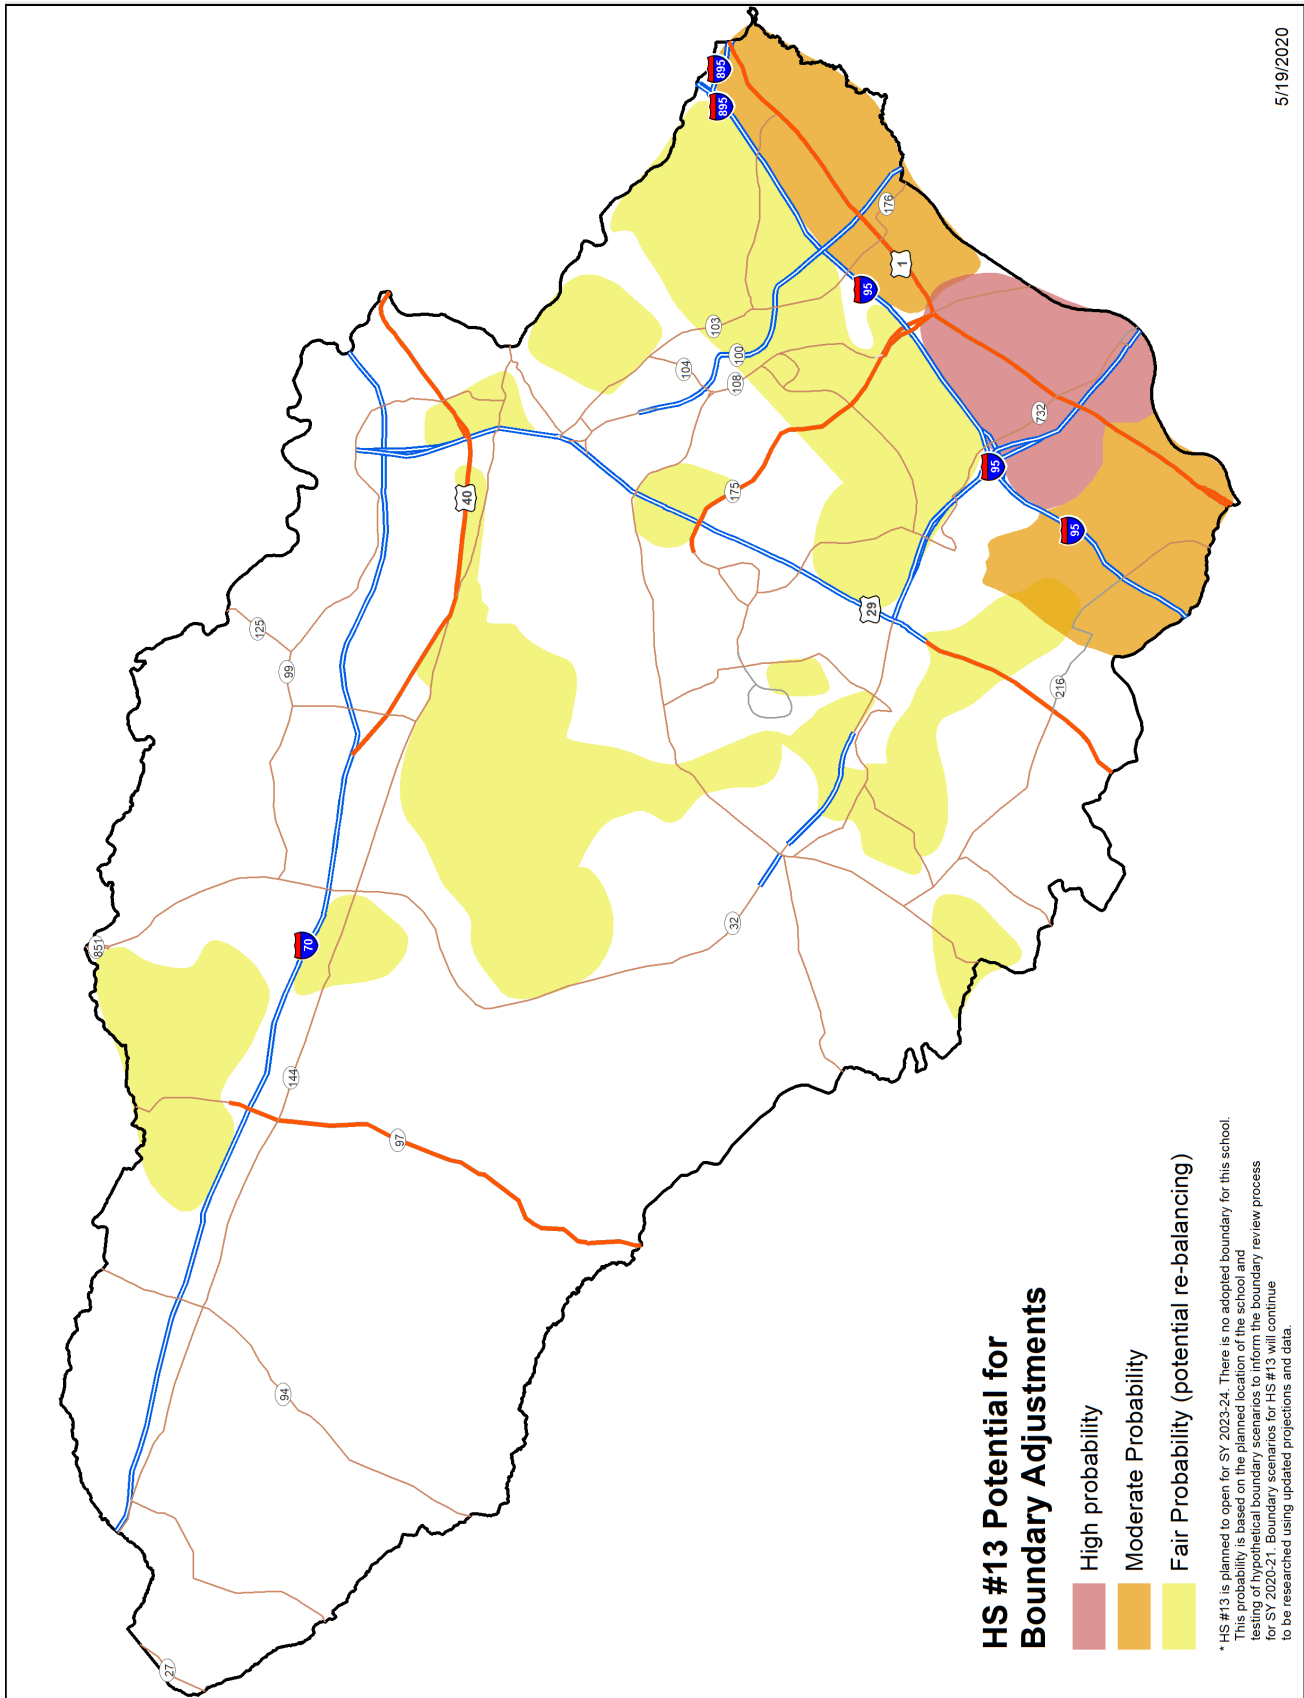 HS #13 Potential for
Boundary Adjustments
High probability
Moderate Probability
Fair Probability (potential re-balancing)
* HS #13 is planned to open for SY 2023-24. There is no adopted boundary for this school.
This probability is based on the planned location of the school and
testing of hypothetical boundary scenarios to inform the boundary review process
for SY 2020-21. Boundary scenarios for HS #13 will continue
to be researched using updated projections and data.
5/19/2020
27
94
97
144
851
70
32
99
125
40
216
29
175
104
103
100
108
95
95
95
732
1
176
895
895